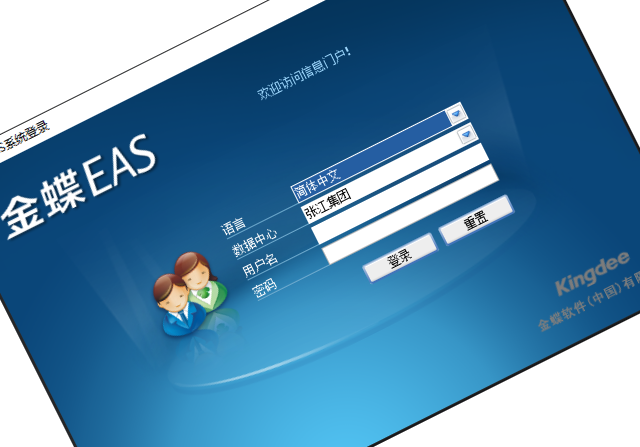 S系统登录
欢迎访问信息门户!
金蝶EAS
语言 简体中文
数据中心 张江集团
用户名
密码
登录 重置
Kingdee
金蝶软件(中国)有